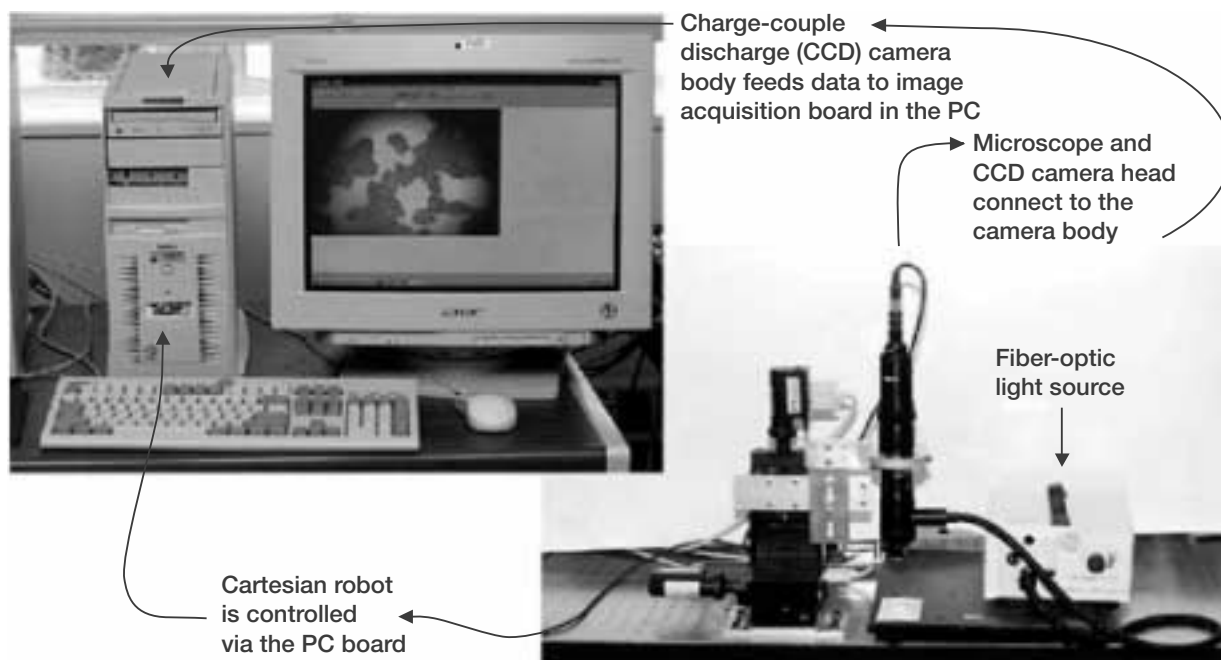 Charge-couple
discharge (CCD) camera
body feeds data to image
acquisition board in the PC
Microscope and
CCD camera head
connect to the
camera body
Fiber-optic
light source
Cartesian robot
is controlled
via the PC board